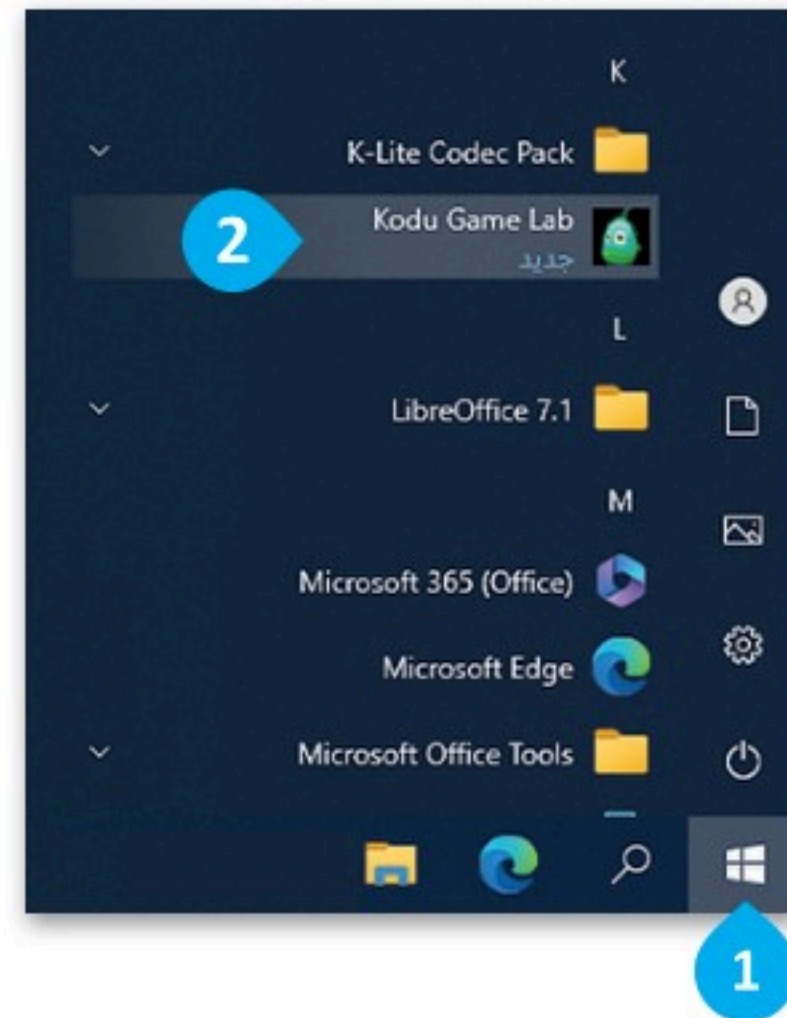 K
K-Lite Codec Pack
Kodu Game Lab
جديد
2
L
LibreOffice 7.1
M
Microsoft 365 (Office)
Microsoft Edge
Microsoft Office Tools
1